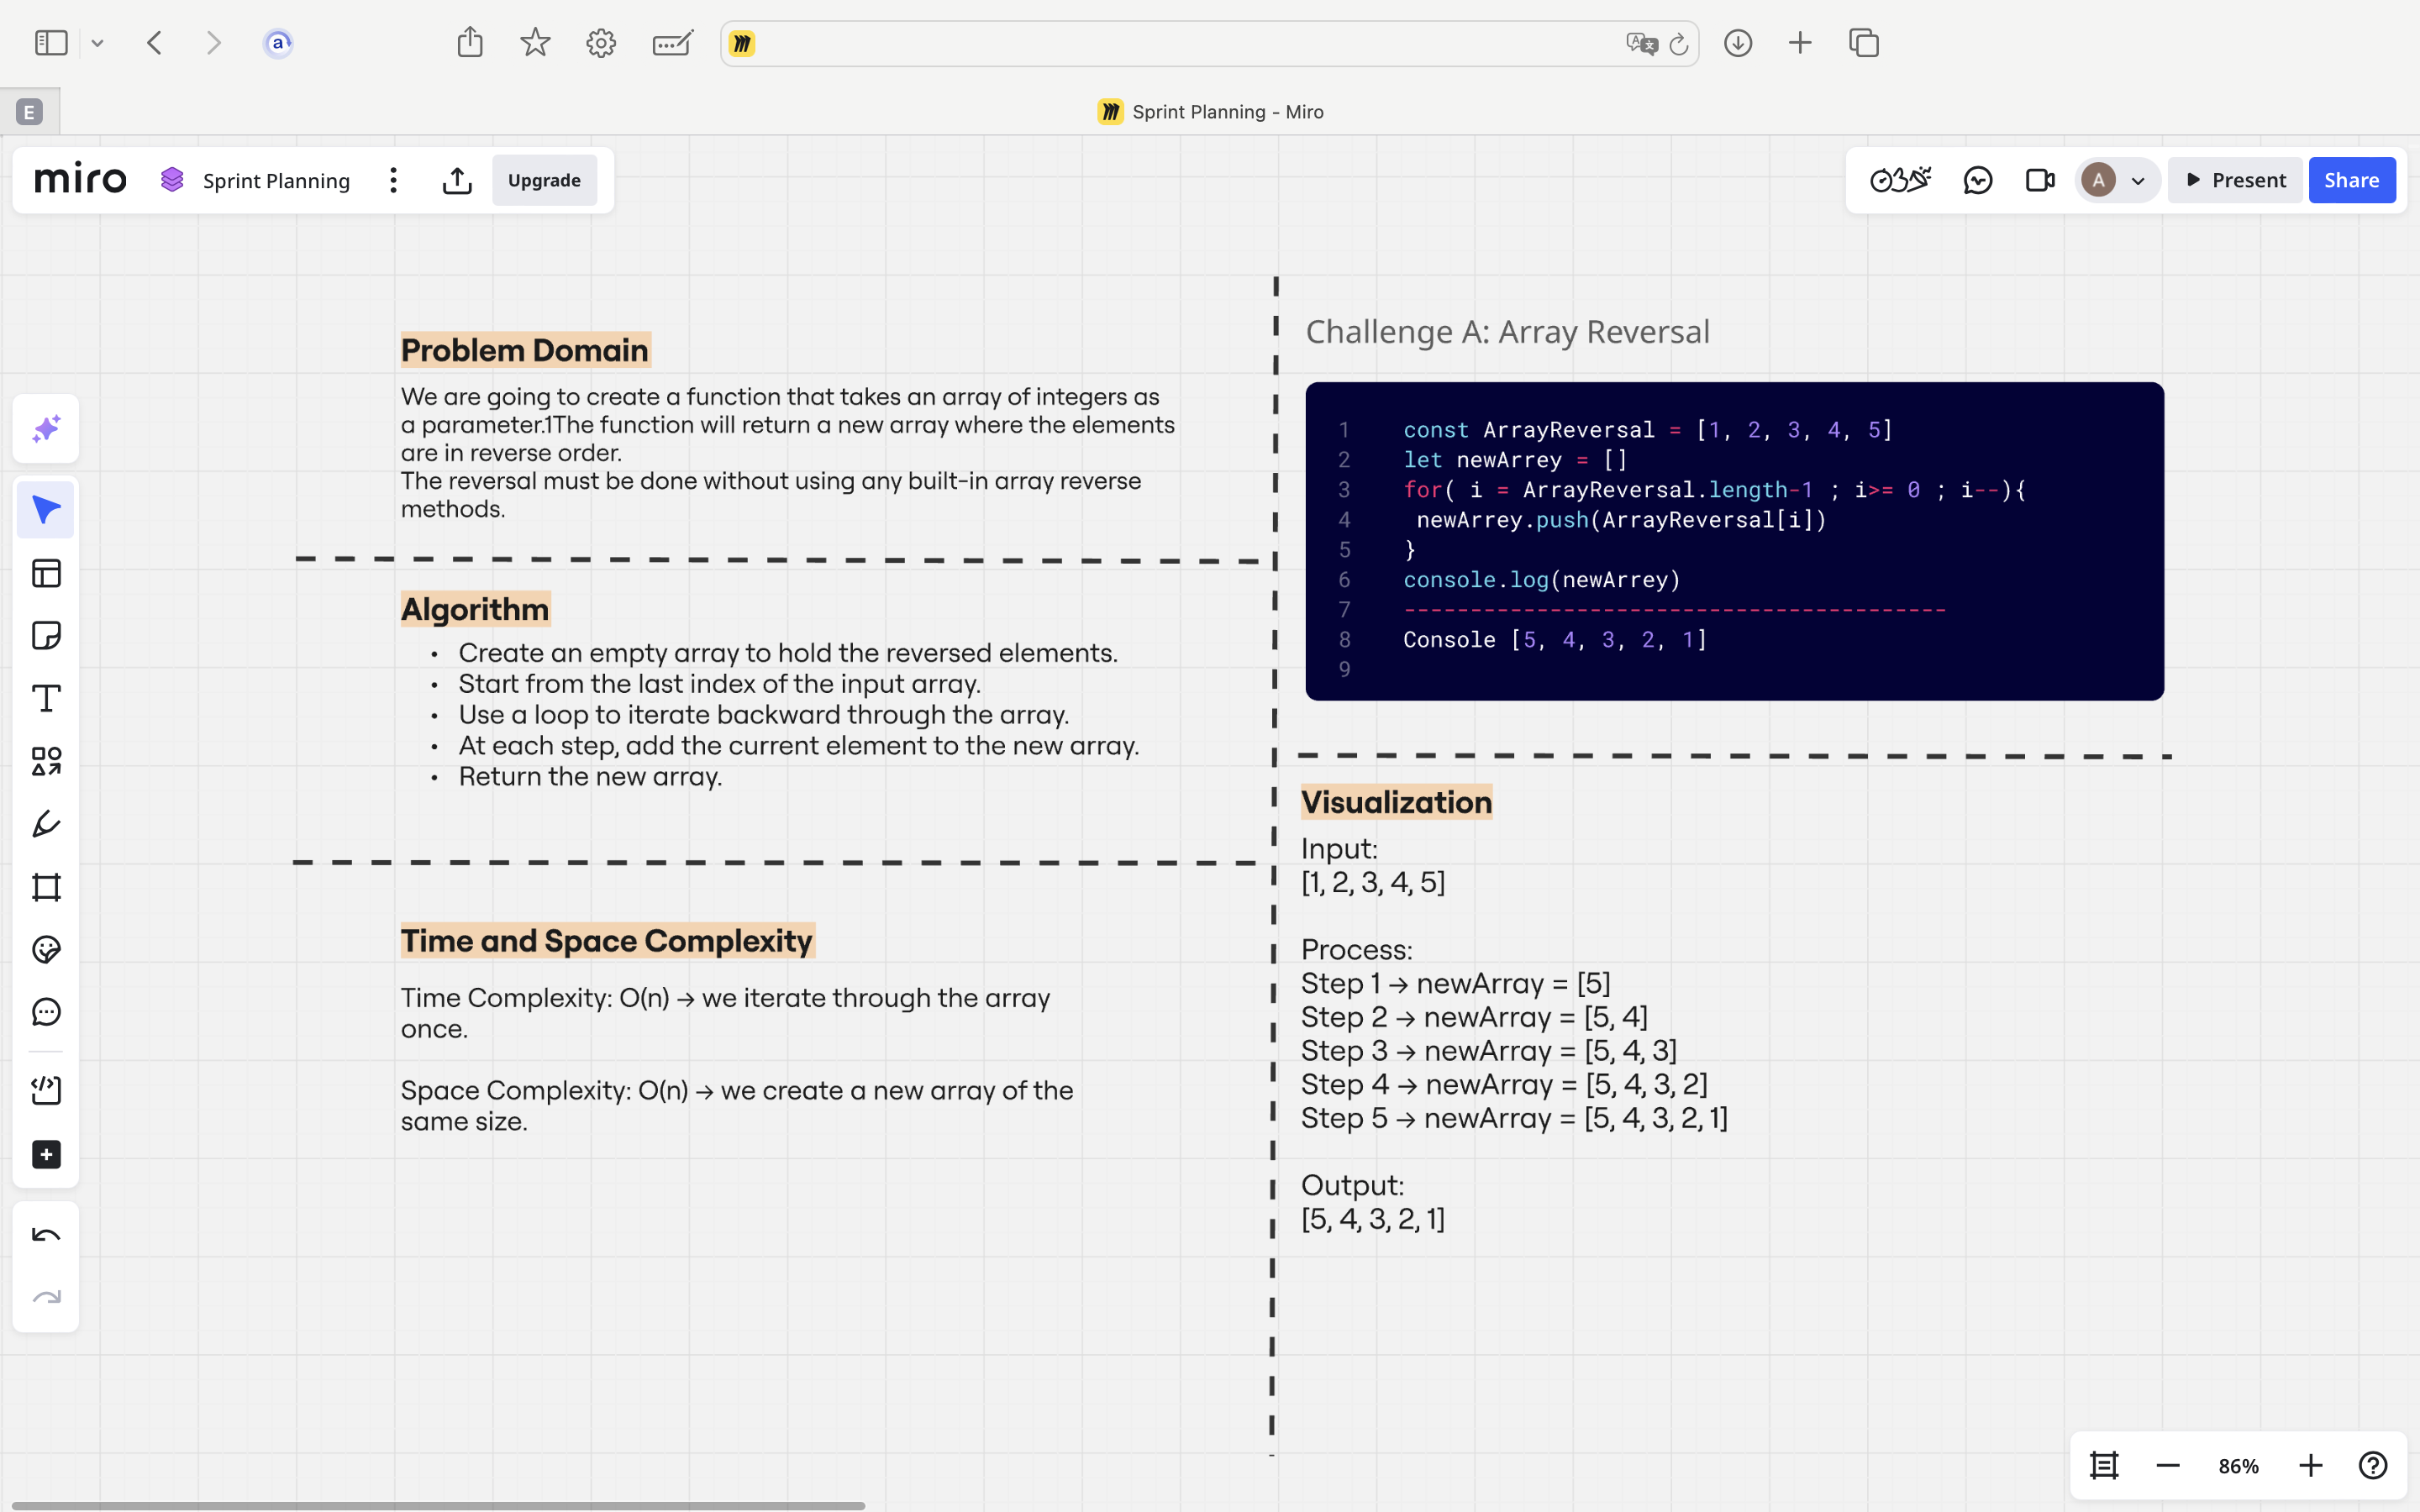 a
E
Sprint Planning - Miro
miro
Sprint Planning
Upgrade
A
Present
Share
Problem Domain
We are going to create a function that takes an array of integers as
a parameter.1The function will return a new array where the elements
are in reverse order.
The reversal must be done without using any built-in array reverse
methods.
Algorithm
• Create an empty array to hold the reversed elements.
• Start from the last index of the input array.
• Use a loop to iterate backward through the array.
• At each step, add the current element to the new array.
• Return the new array.
Time and Space Complexity
Time Complexity: O(n) → we iterate through the array
once.
Space Complexity: O(n) → we create a new array of the
same size.
Challenge A: Array Reversal
1 const ArrayReversal = [1, 2, 3, 4, 5]
2 let newArrey = []
3 for( i = ArrayReversal.length-1 ; i>= 0 ; i--){
4  newArrey.push(ArrayReversal[i])
5 }
6 console.log(newArrey)
7 -----------------------------------------
8 Console [5, 4, 3, 2, 1]
9
Visualization
Input:
[1, 2, 3, 4, 5]
Process:
Step 1 → newArray = [5]
Step 2 → newArray = [5, 4]
Step 3 → newArray = [5, 4, 3]
Step 4 → newArray = [5, 4, 3, 2]
Step 5 → newArray = [5, 4, 3, 2, 1]
Output:
[5, 4, 3, 2, 1]
86%